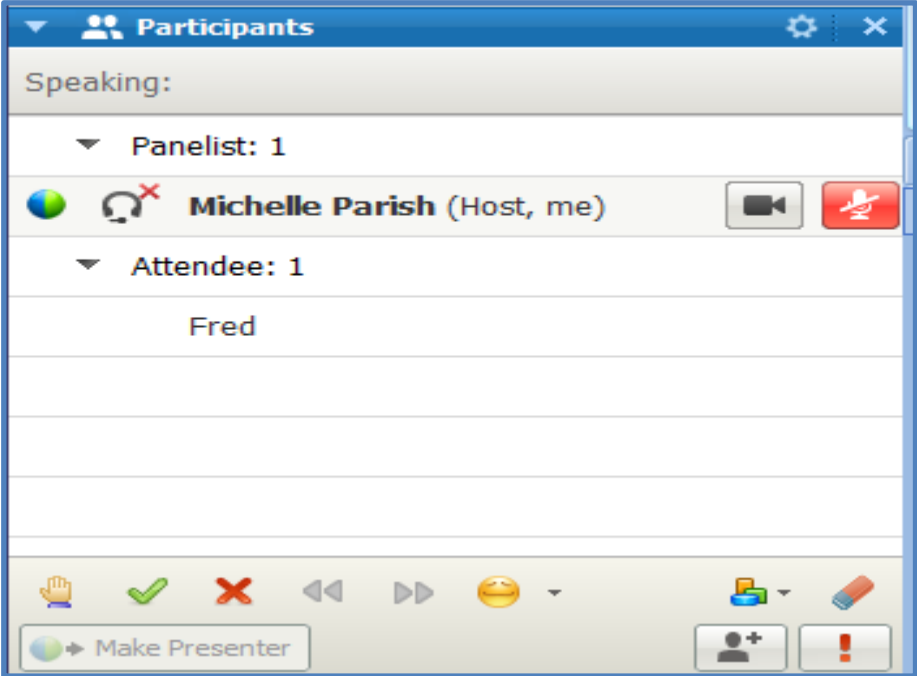 Participants
Speaking:
Panelist: 1
Michelle Parish (Host, me)
Attendee: 1
Fred
Make Presenter